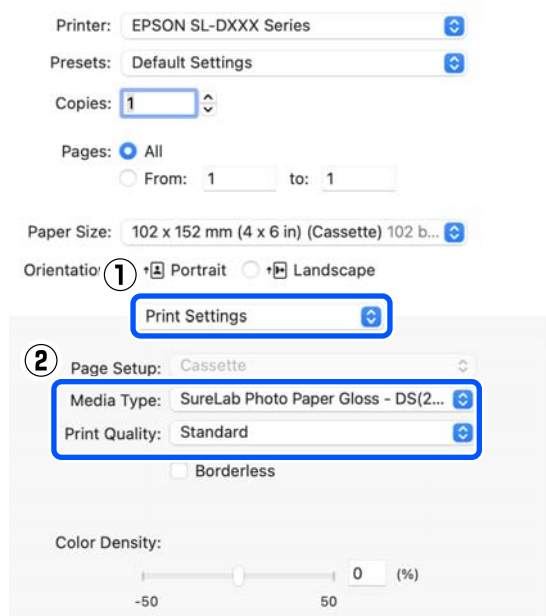 Printer: EPSON SL-DXXX Series
Presets: Default Settings
Copies: 1
Pages: All
From: 1 to: 1
Paper Size: 102 x 152 mm (4 x 6 in) (Cassette) 102 b...
Orientatio ① Portrait Landscape
Print Settings
②
Page Setup: Cassette
Media Type: SureLab Photo Paper Gloss - DS(2...
Print Quality: Standard
Borderless
Color Density:
0 (%)
-50 50